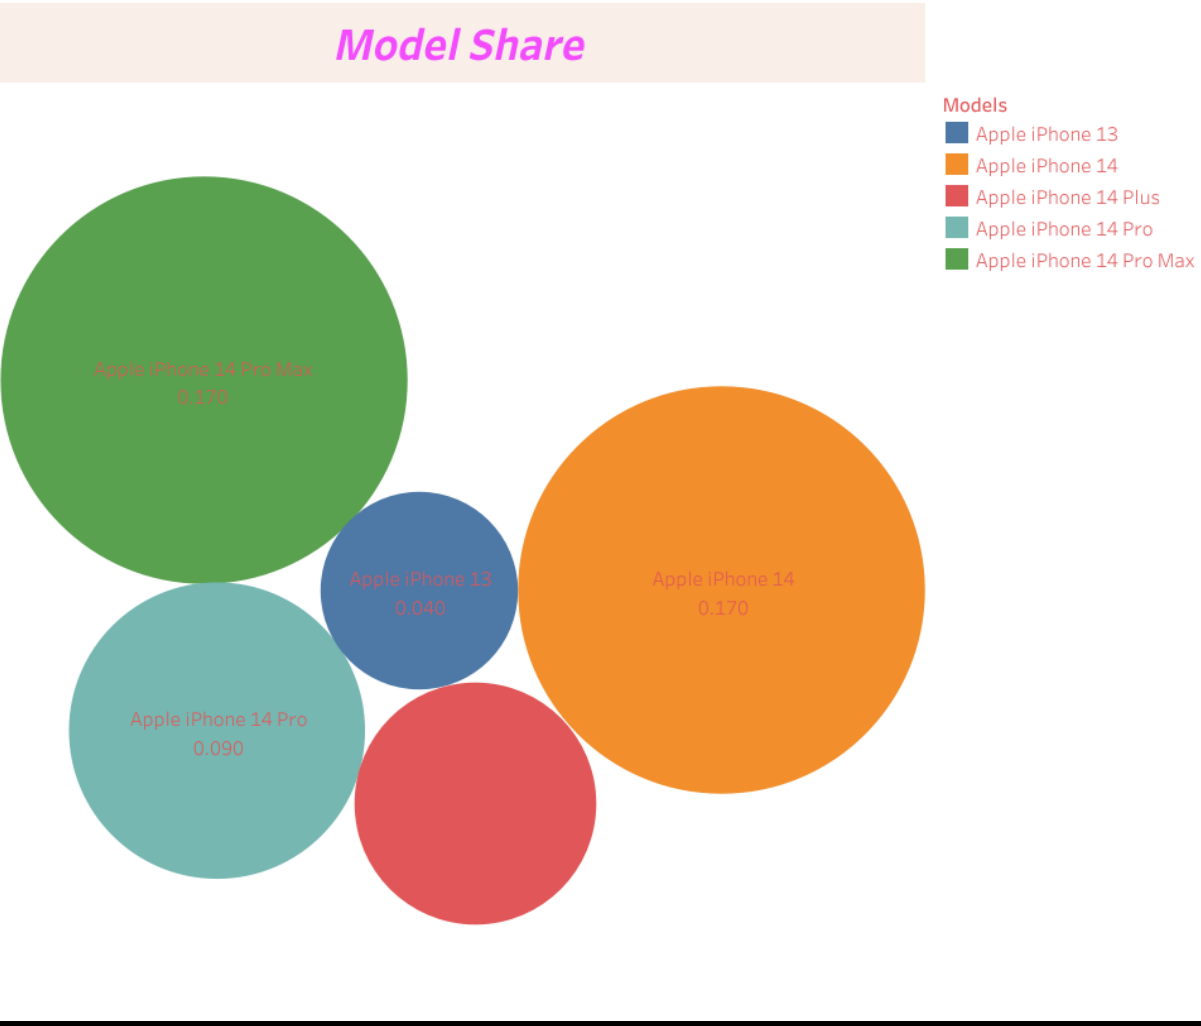 Model Share
Models
Apple iPhone 13
Apple iPhone 14
Apple iPhone 14 Plus
Apple iPhone 14 Pro
Apple iPhone 14 Pro Max
Apple iPhone 14 Pro Max
0.170
Apple iPhone 13
0.040
Apple iPhone 14
0.170
Apple iPhone 14 Pro
0.090